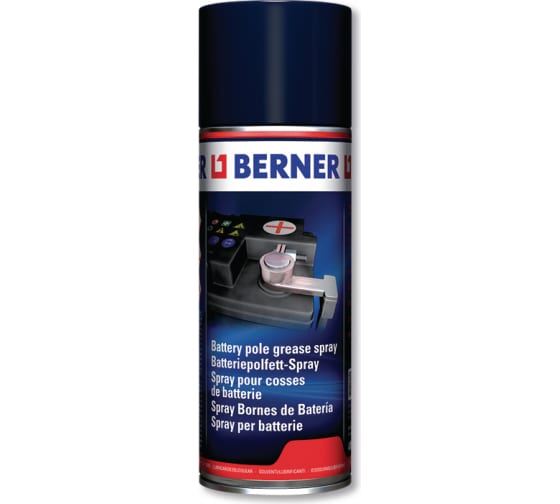 ER BERNER
Battery pole grease spray
Batteriepolfett-Spray
Spray pour cosses
de batterie
Spray Bornes de Batería
Spray per batterie